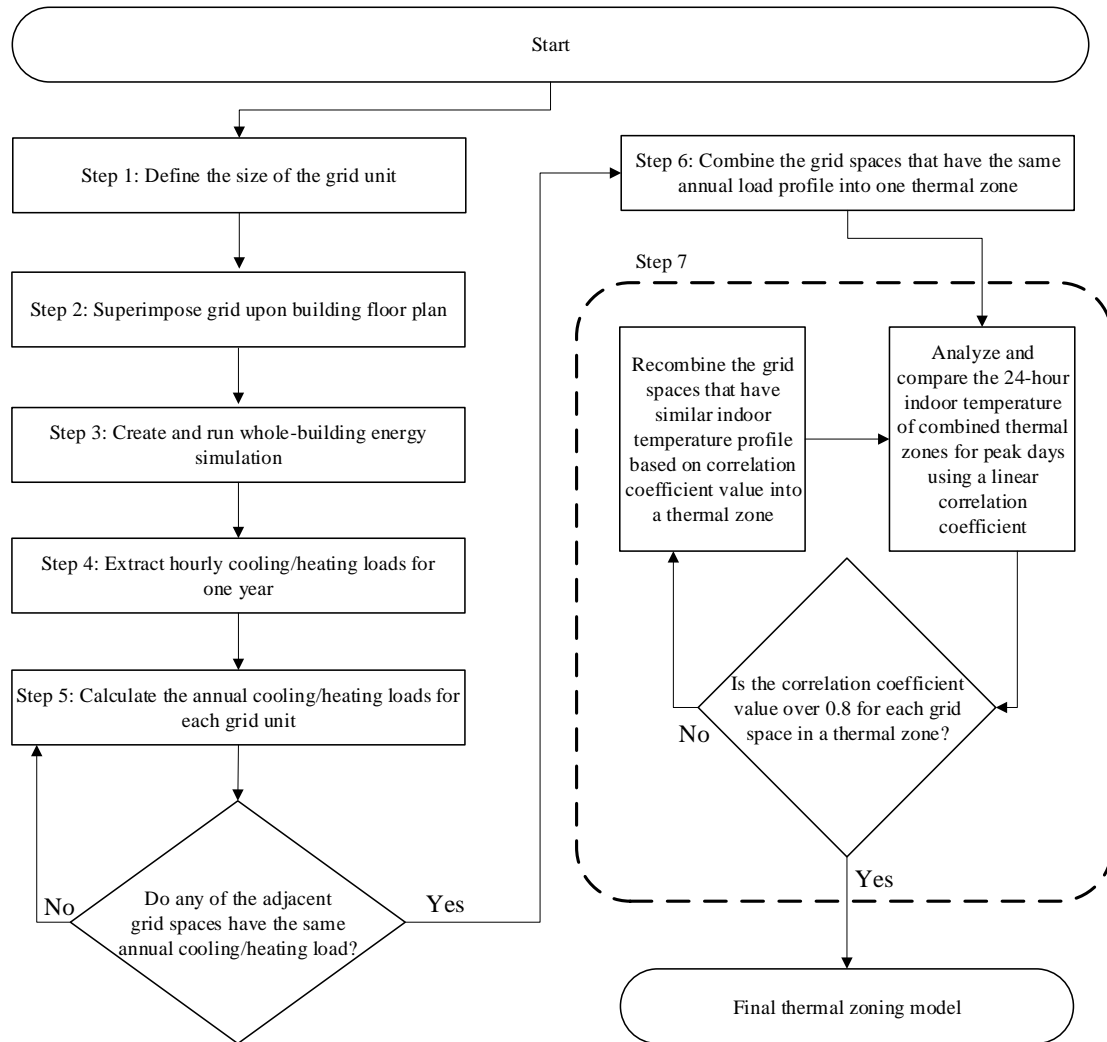 Start
Step 1: Define the size of the grid unit
Step 2: Superimpose grid upon building floor plan
Step 3: Create and run whole-building energy
simulation
Step 4: Extract hourly cooling/heating loads for
one year
Step 5: Calculate the annual cooling/heating loads for
each grid unit
Do any of the adjacent
grid spaces have the same
annual cooling/heating load?
No
Yes
Step 6: Combine the grid spaces that have the same
annual load profile into one thermal zone
Step 7
Recombine the grid
spaces that have
similar indoor
temperature profile
based on correlation
coefficient value into
a thermal zone
Analyze and
compare the 24-hour
indoor temperature
of combined thermal
zones for peak days
using a linear
correlation
coefficient
Is the correlation coefficient
value over 0.8 for each grid
space in a thermal zone?
No
Yes
Final thermal zoning model